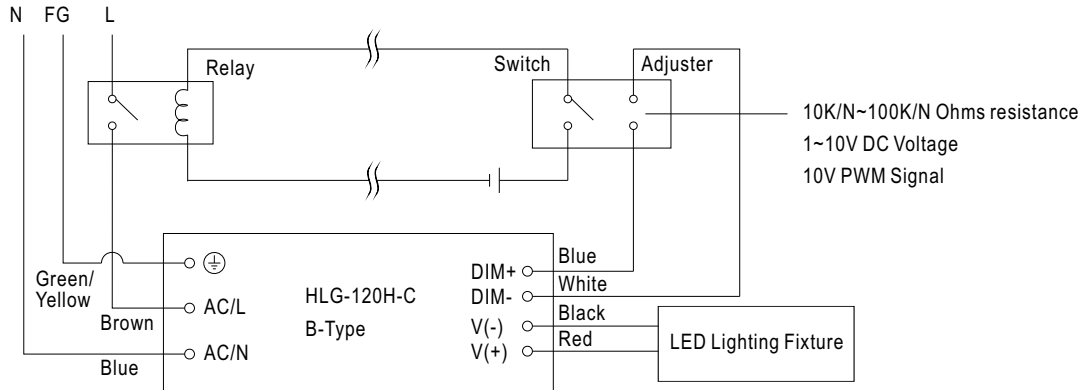 N FG L
Relay
Switch
Adjuster
10K/N~100K/N Ohms resistance
1~10V DC Voltage
10V PWM Signal
Green/
Yellow
Brown
Blue
AC/L
AC/N
HLG-120H-C
B-Type
DIM+
DIM-
V(-)
V(+)
Blue
White
Black
Red
LED Lighting Fixture